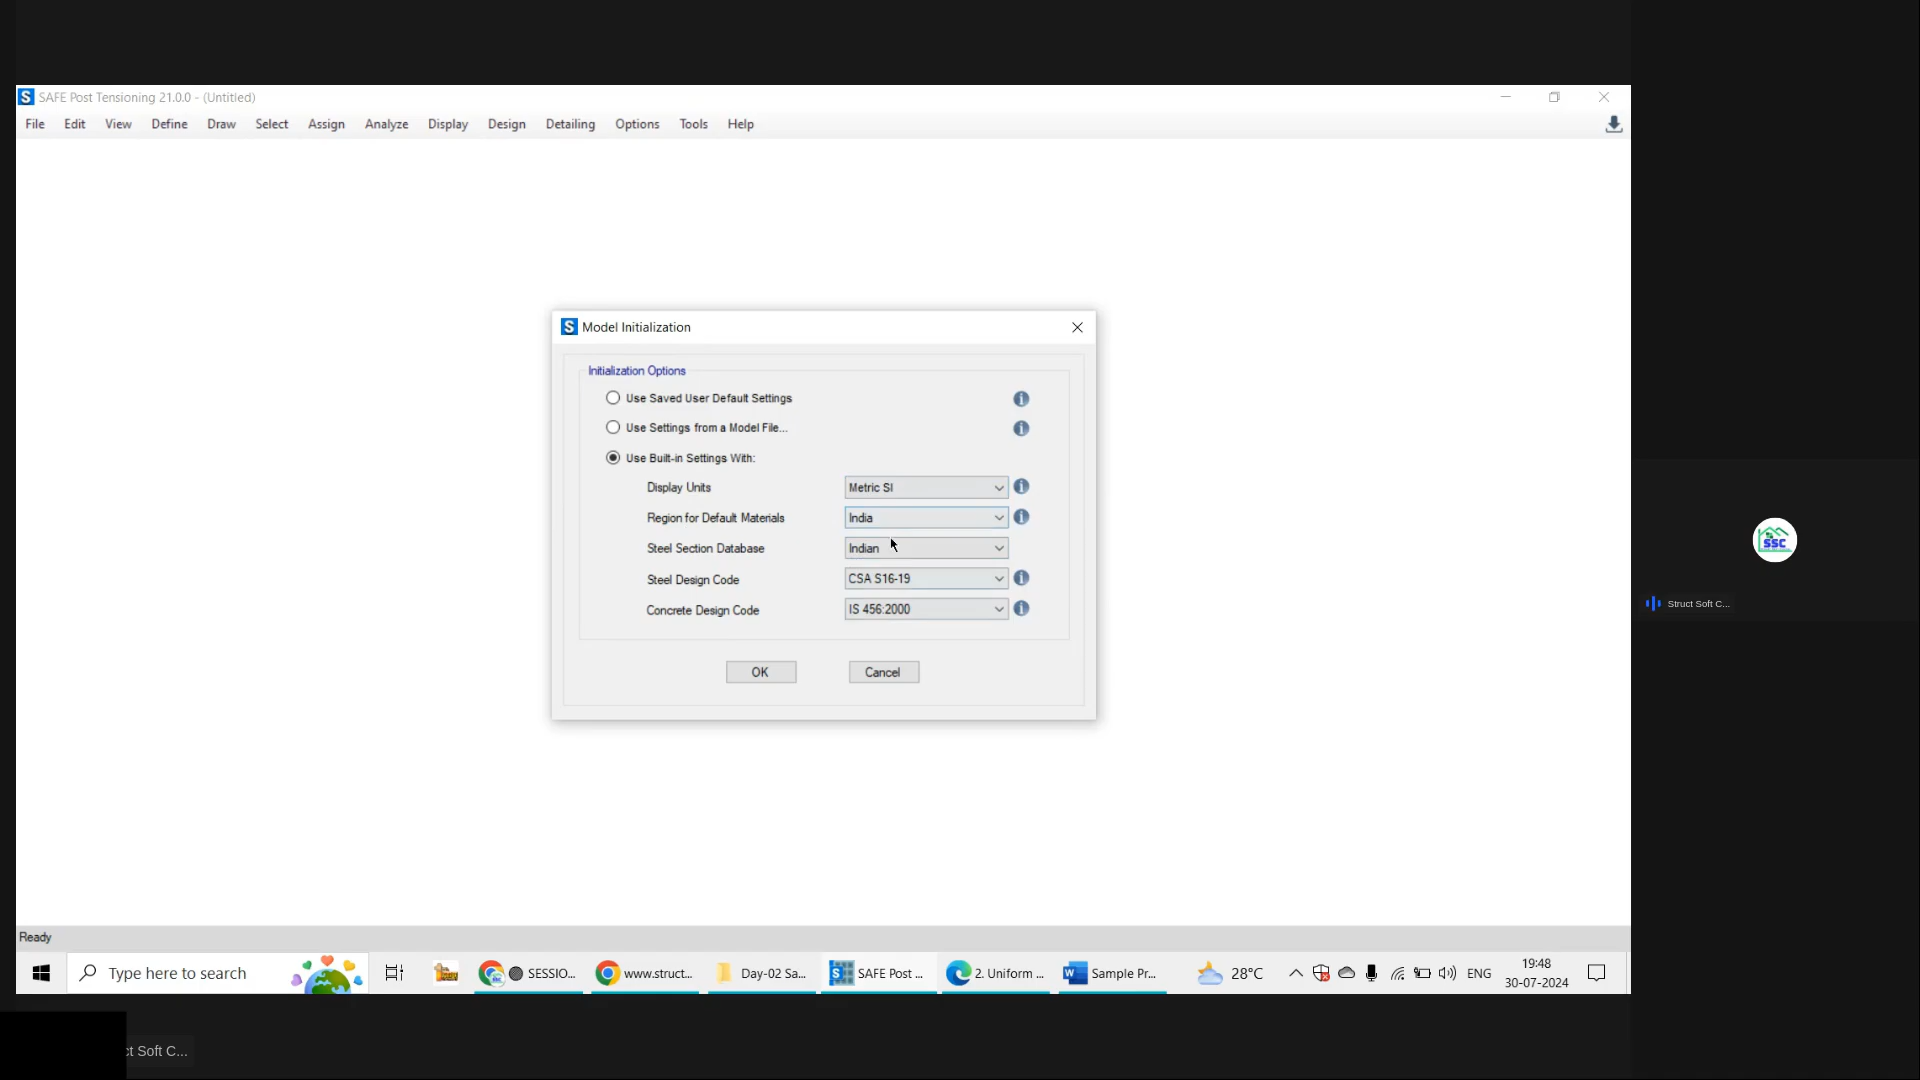 SAFE Post Tensioning 21.0.0 - (Untitled)
File Edit View Define Draw Select Assign Analyze Display Design Detailing Options Tools Help
Model Initialization
Initialization Options
Use Saved User Default Settings
Use Settings from a Model File...
Use Built-in Settings With:
Display Units Metric SI
Region for Default Materials India
Steel Section Database Indian
Steel Design Code CSA S16-19
Concrete Design Code IS 456:2000
OK Cancel
SSC
Struct Soft C...
Ready
Type here to search SESSIO... www.struct... Day-02 Sa... SAFE Post ... 2. Uniform ... Sample Pr... 28°C ENG 19:48
30-07-2024
ct Soft C...